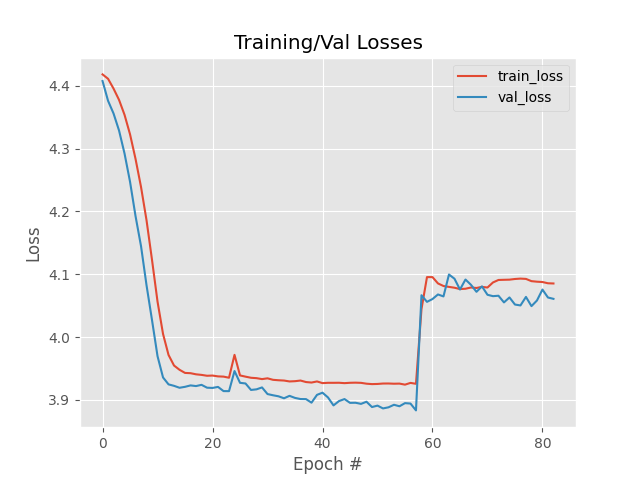 Training/Val Losses
train_loss
val_loss
4.4
4.3
4.2
4.1
4.0
3.9
Loss
0 20 40 60 80
Epoch #